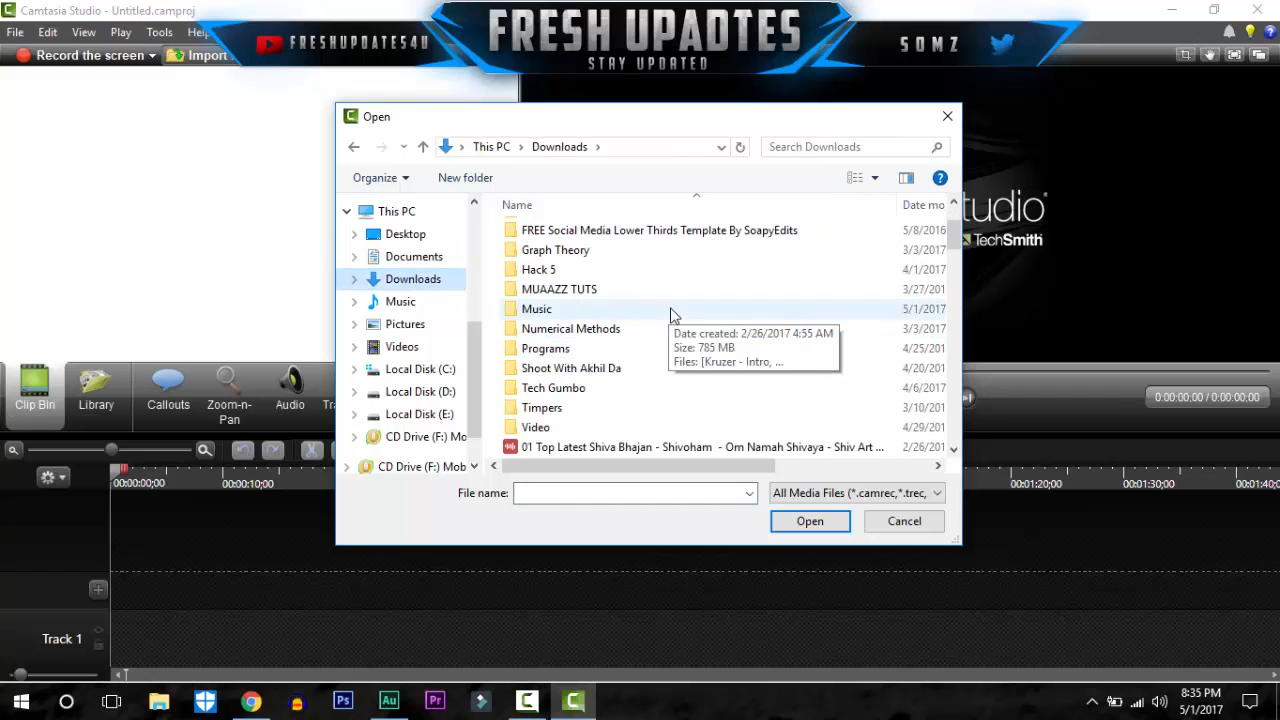 Camtasia Studio - Untitled.camproj
FRESHUPDATES4U
FRESH UPADTES
STAY UPDATED
SOMZ
File Edit View Play Tools
Record the screen
Import
Open
This PC > Downloads >
Search Downloads
Organize
New folder
Name
Date mo
This PC
Desktop
Documents
Downloads
Music
Pictures
Videos
Local Disk (C:)
Local Disk (D:)
Local Disk (E:)
CD Drive (F:) Mo
CD Drive (F:) Mob
FREE Social Media Lower Thirds Template By SoapyEdits 5/8/2016
Graph Theory 3/3/2017
Hack 5 4/1/2017
MUAAZZ TUTS 3/27/201
Music 5/1/2017
Numerical Methods 3/3/2017
Programs 4/25/201
Shoot With Akhil Da 4/20/201
Tech Gumbo 4/6/2017
Timpers 3/10/201
Video 4/29/201
01 Top Latest Shiva Bhajan - Shivoham - Om Namah Shivaya - Shiv Art ... 2/26/201
Date created: 2/26/2017 4:55 AM
Size: 785 MB
Files: [Kruzer - Intro, ...
File name:
All Media Files (*.camrec,*.trec,
Open
Cancel
tudio®
TechSmith
Clip Bin
Library
Callouts
Zoom-n-Pan
Audio
0:00:00;00 / 0:00:00;00
00:00:00;00
00:00:10;00
00:01:20;00
00:01:30;00
00:01:40;0
Track 1
Ps
Au
Pr
8:35 PM
5/1/2017